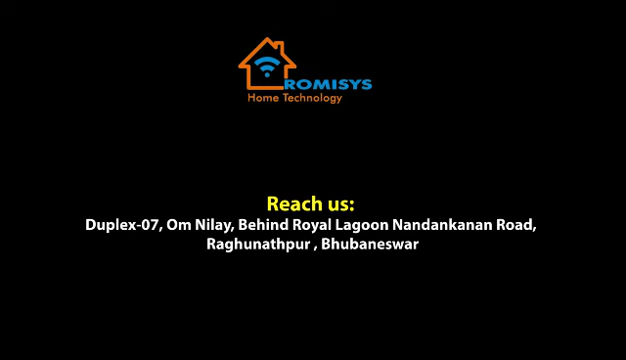 ROMISYS
Home Technology
Reach us:
Duplex-07, Om Nilay, Behind Royal Lagoon Nandankanan Road,
Raghunathpur , Bhubaneswar